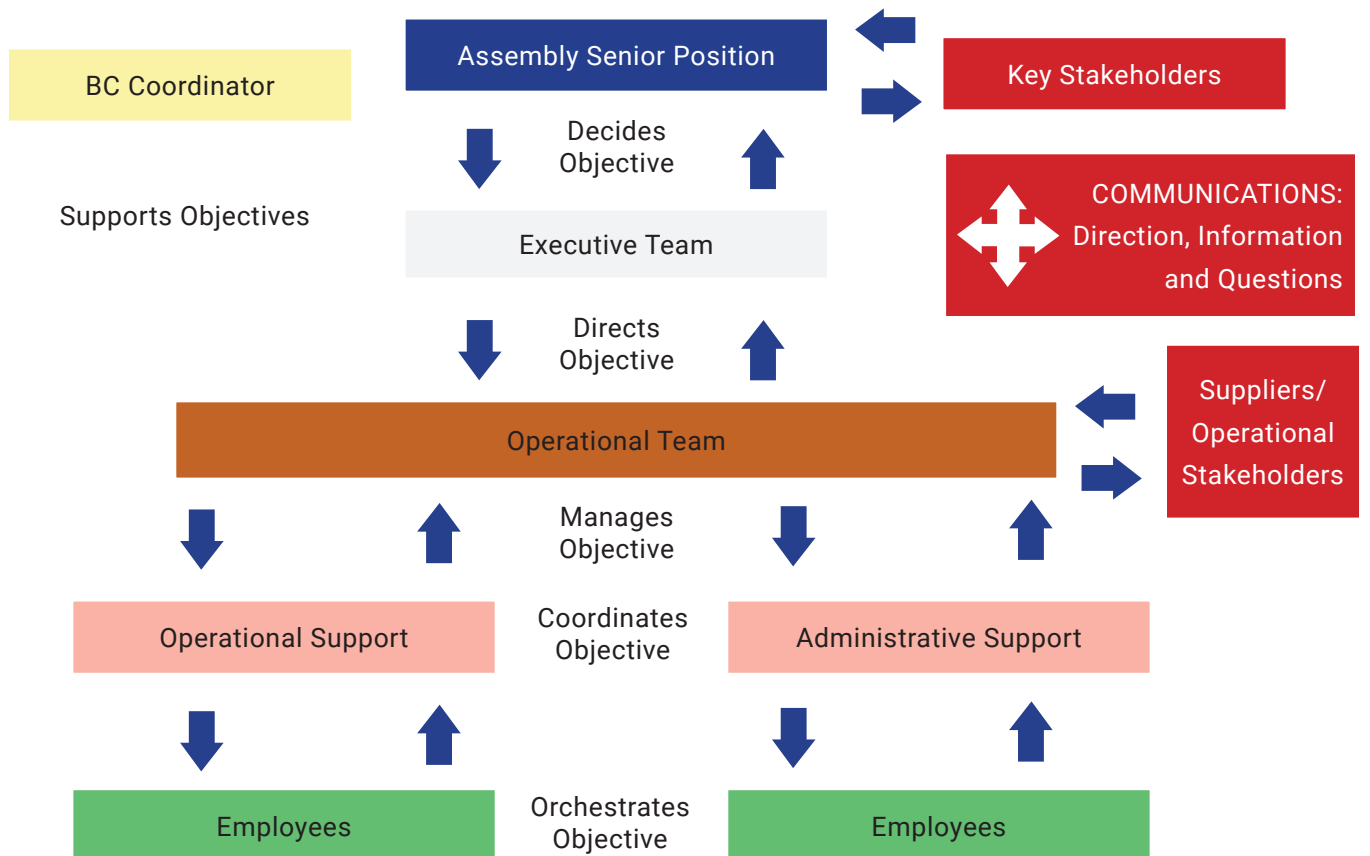 Assembly Senior Position
BC Coordinator
Key Stakeholders
Decides
Objective
COMMUNICATIONS:
Direction, Information
and Questions
Supports Objectives
Executive Team
Directs
Objective
Suppliers/
Operational
Stakeholders
Operational Team
Manages
Objective
Operational Support
Coordinates
Objective
Administrative Support
Employees
Orchestrates
Objective
Employees